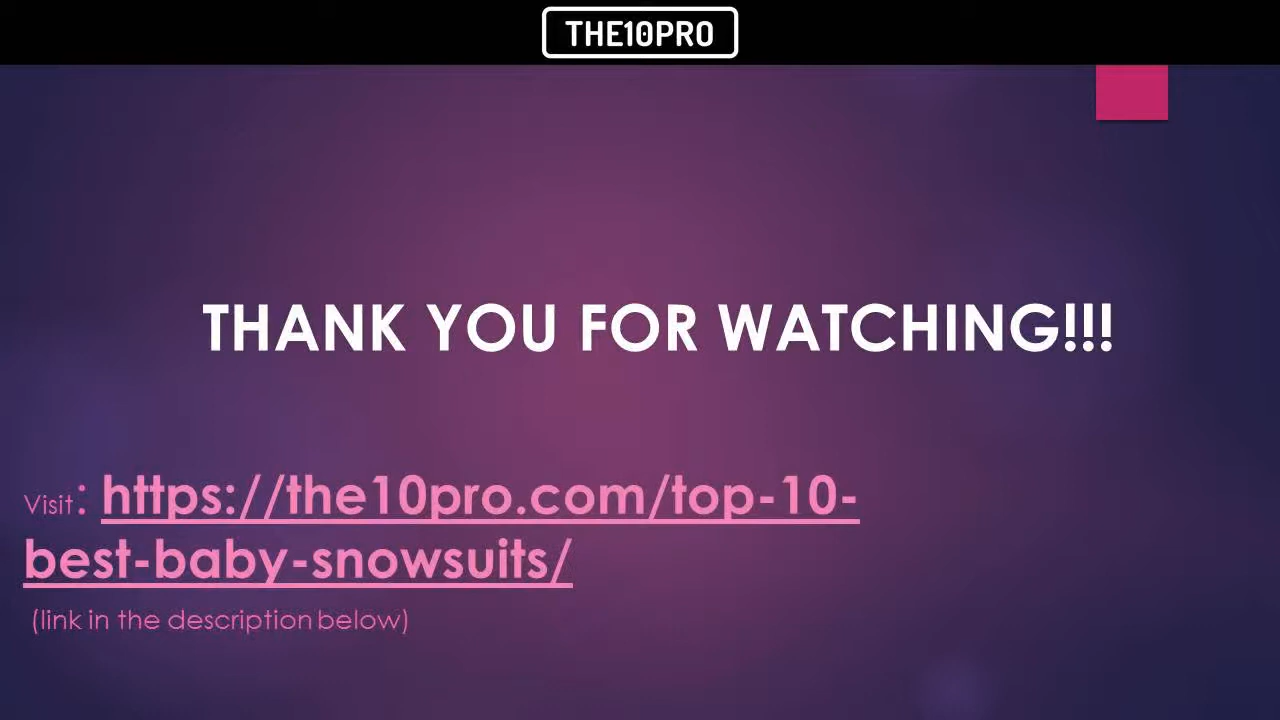 THE10PRO
THANK YOU FOR WATCHING!!!
Visit: https://the10pro.com/top-10-
best-baby-snowsuits/
(link in the description below)